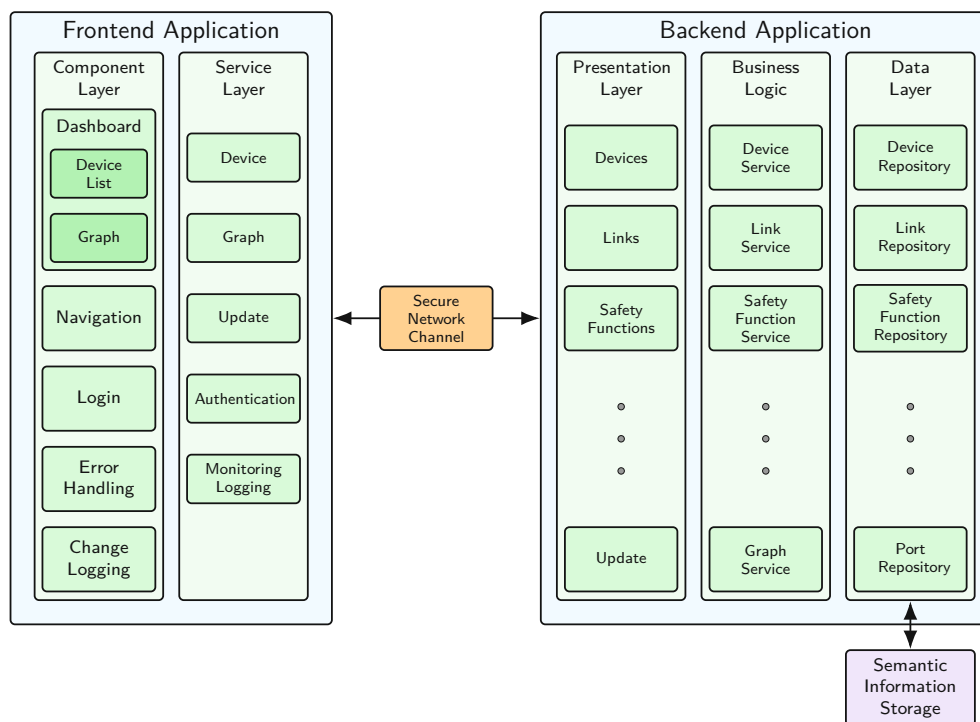 Frontend Application
Component
Layer
Dashboard
Device
List
Graph
Navigation
Login
Error
Handling
Change
Logging
Service
Layer
Device
Graph
Update
Authentication
Monitoring
Logging
Secure
Network
Channel
Backend Application
Presentation
Layer
Devices
Links
Safety
Functions
Update
Business
Logic
Device
Service
Link
Service
Safety
Function
Service
Graph
Service
Data
Layer
Device
Repository
Link
Repository
Safety
Function
Repository
Port
Repository
Semantic
Information
Storage